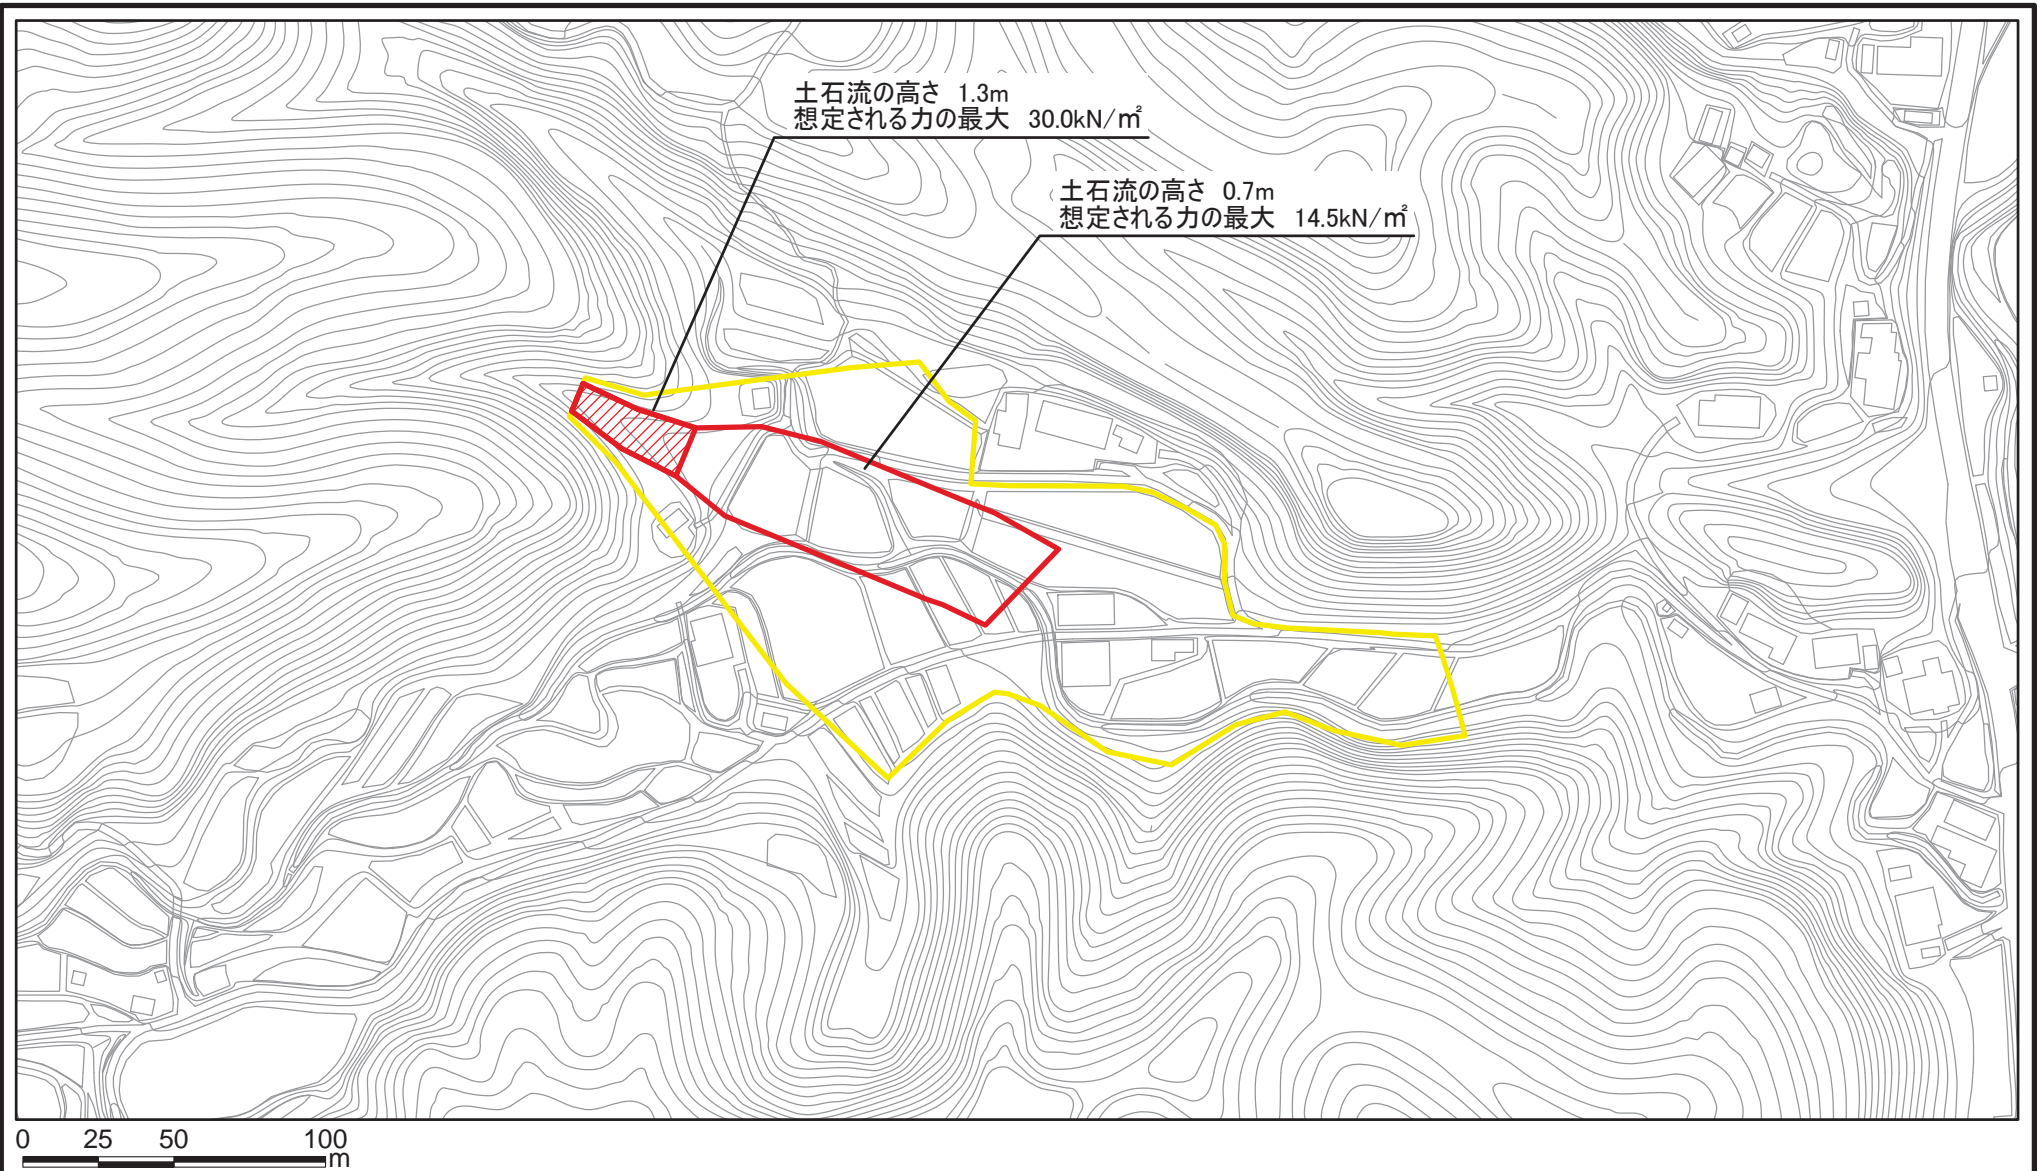 土石流の高さ 1.3m
想定される力の最大 30.0kN/㎡
土石流の高さ 0.7m
想定される力の最大 14.5kN/㎡
0 25 50 100
m